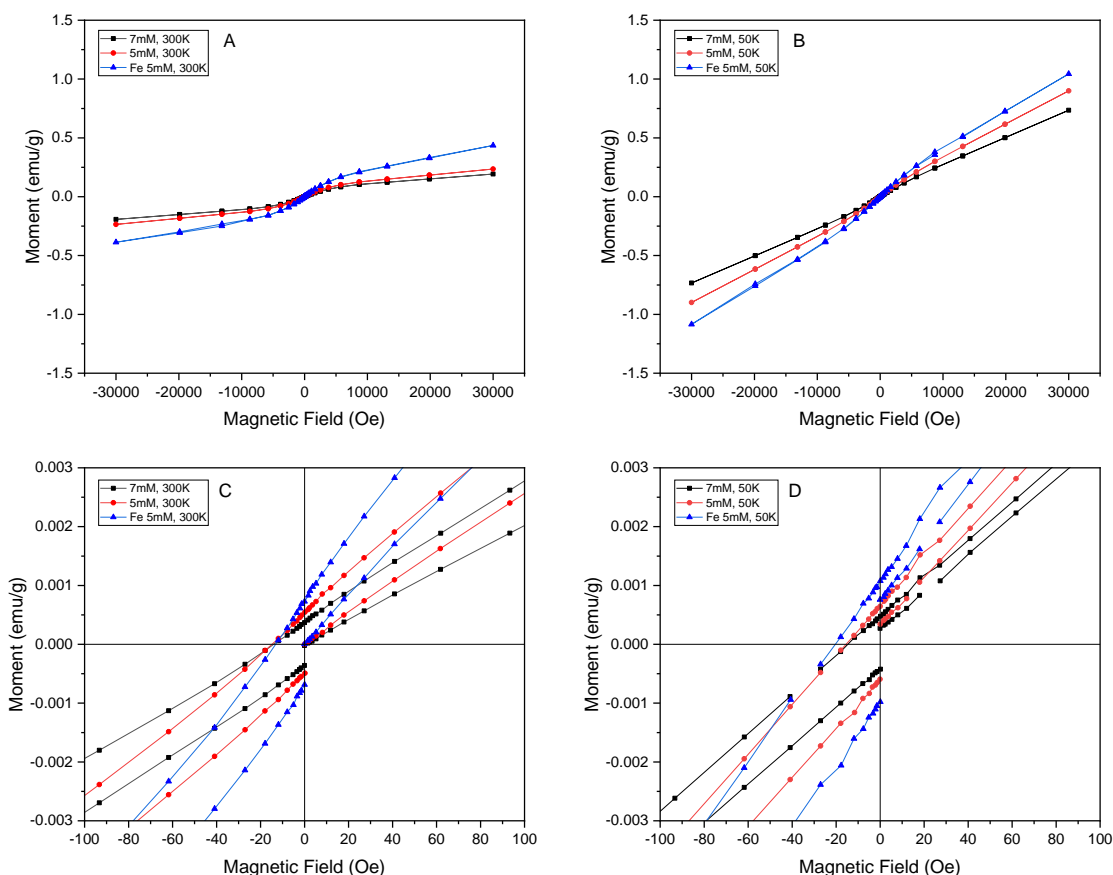 A
7mM, 300K
5mM, 300K
Fe 5mM, 300K
Moment (emu/g)
1.5
1.0
0.5
0.0
-0.5
-1.0
-1.5
-30000 -20000 -10000 0 10000 20000 30000
Magnetic Field (Oe)
B
7mM, 50K
5mM, 50K
Fe 5mM, 50K
Moment (emu/g)
1.5
1.0
0.5
0.0
-0.5
-1.0
-1.5
-30000 -20000 -10000 0 10000 20000 30000
Magnetic Field (Oe)
C
7mM, 300K
5mM, 300K
Fe 5mM, 300K
Moment (emu/g)
0.003
0.002
0.001
0.000
-0.001
-0.002
-0.003
-100 -80 -60 -40 -20 0 20 40 60 80 100
Magnetic Field (Oe)
D
7mM, 50K
5mM, 50K
Fe 5mM, 50K
Moment (emu/g)
0.003
0.002
0.001
0.000
-0.001
-0.002
-0.003
-100 -80 -60 -40 -20 0 20 40 60 80 100
Magnetic Field (Oe)